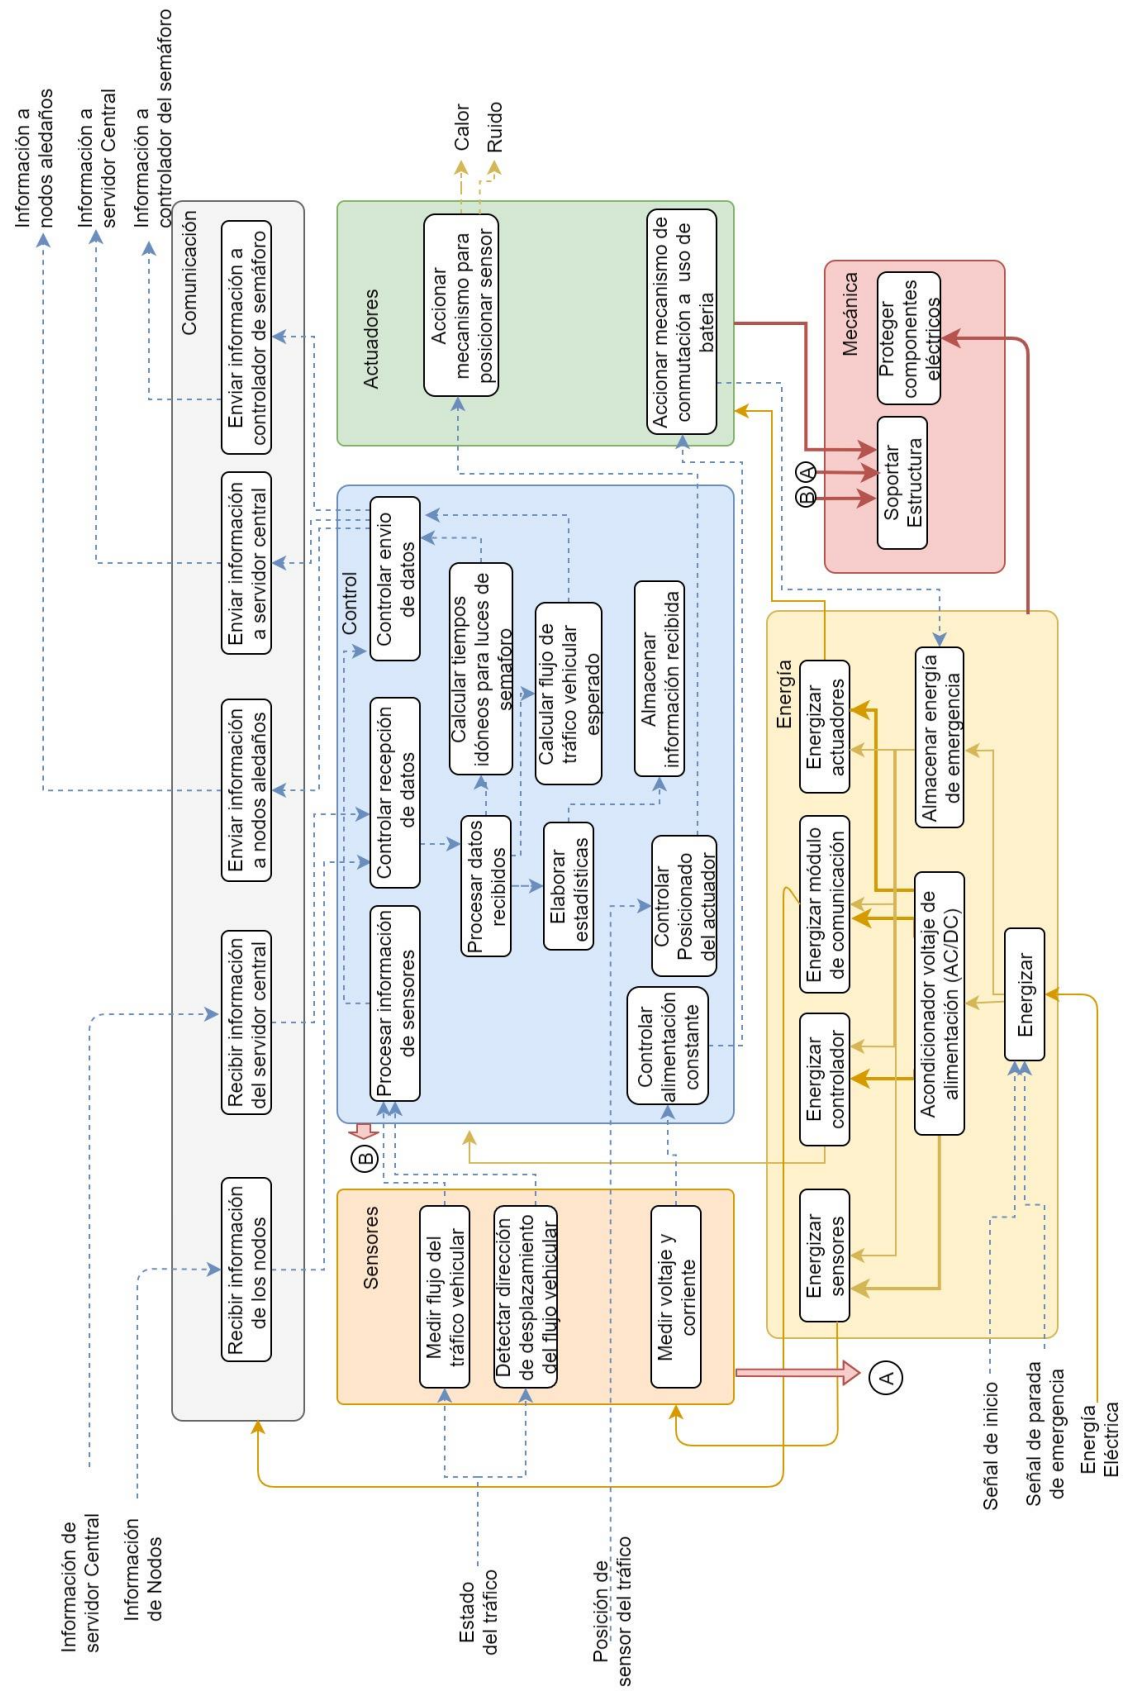 Información de
servidor Central
Información
de Nodos
Estado
del tráfico
Posición de
sensor del tráfico
Señal de inicio
Señal de parada
de emergencia
Energía
Eléctrica
Comunicación
Recibir información
de los nodos
Recibir información
del servidor central
Enviar información
a nodos aledaños
Enviar información
a servidor central
Enviar información a
controlador de semáforo
Información a
nodos aledaños
Información a
servidor Central
Información a
controlador del semáforo
Sensores
Medir flujo del
tráfico vehicular
Detectar dirección
de desplazamiento
del flujo vehicular
Medir voltaje y
corriente
A
B
Control
Procesar información
de sensores
Controlar recepción
de datos
Controlar envio
de datos
Procesar datos
recibidos
Calcular tiempos
idóneos para luces de
semaforo
Elaborar
estadísticas
Calcular flujo de
tráfico vehicular
esperado
Almacenar
información recibida
Controlar
alimentación
constante
Controlar
Posicionado
del actuador
Actuadores
Accionar
mecanismo para
posicionar sensor
Accionar mecanismo de
conmutación a uso de
bateria
Calor
Ruido
Energía
Energizar
sensores
Energizar
controlador
Energizar módulo
de comunicación
Energizar
actuadores
Acondicionador voltaje de
alimentación (AC/DC)
Almacenar energía
de emergencia
Energizar
Mecánica
B
A
Soportar
Estructura
Proteger
componentes
eléctricos